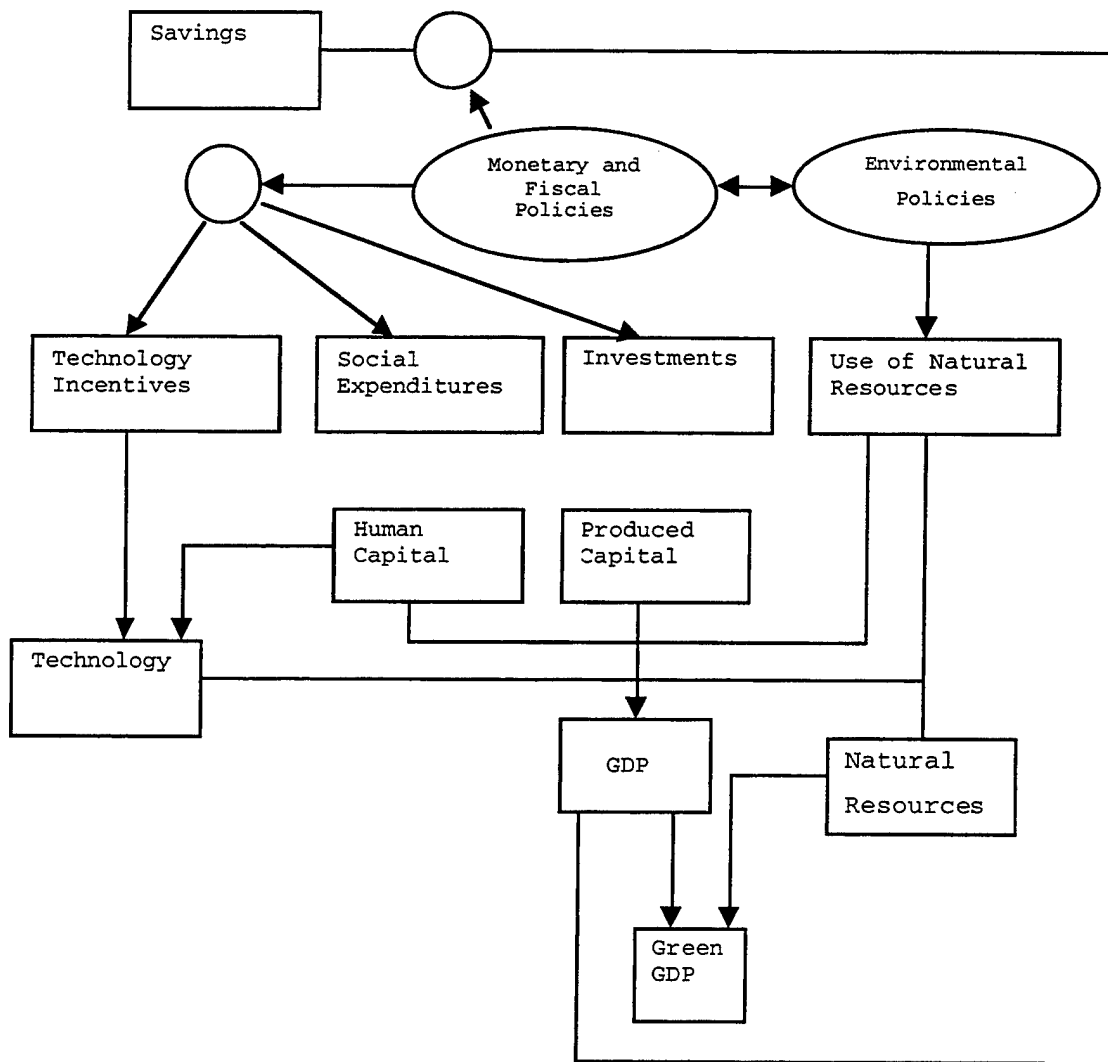 Savings
Monetary and
Fiscal
Policies
Environmental
Policies
Technology
Incentives
Social
Expenditures
Investments
Use of Natural
Resources
Human
Capital
Produced
Capital
Technology
GDP
Natural
Resources
Green
GDP